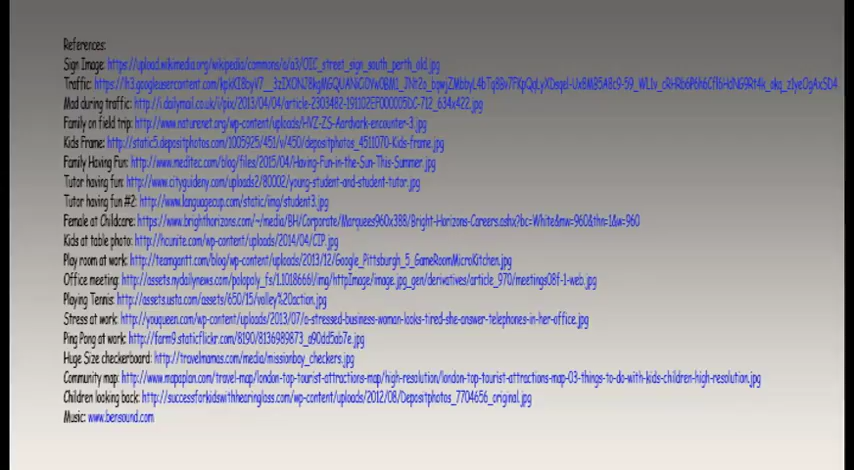 References:
Sign Image: https://upload.wikimedia.org/wikipedia/commons/a/a3/OIC_street_sign_south_perth_old.jpg
Traffic:
Mad during traffic: http://i.dailymail.co.uk/i/pix/2013/04/04/article-2303482-191102EF000005DC-712_634x422.jpg
Family on field trip: http://www.naturenet.org/wp-content/uploads/HVZ-ZS-Aardvark-encounter-3.jpg
Kids Frame: http://static5.depositphotos.com/1005925/451/v/450/depositphotos_4511070-Kids-frame.jpg
Family Having Fun: http://www.meditec.com/blog/files/2015/04/Having-Fun-in-the-Sun-This-Summer.jpg
Tutor having fun: http://www.cityguideny.com/uploads2/80002/young-student-and-student-tutor.jpg
Tutor having fun #2: http://www.languagecup.com/static/img/student3.jpg
Female at Childcare: https://www.brighthorizons.com/~/media/BH/Corporate/Marquees960x388/Bright-Horizons-Careers.ashx?bc=White&mw=960&thn=1&w=960
Kids at table photo: http://hcunite.com/wp-content/uploads/2014/04/CIP.jpg
Play room at work: http://teamgantt.com/blog/wp-content/uploads/2013/12/Google_Pittsburgh_5_GameRoomMicroKitchen.jpg
Office meeting: http://assets.nydailynews.com/polopoly_fs/1.1018666!/img/httpImage/image.jpg_gen/derivatives/article_970/meetings08f-1-web.jpg
Playing Tennis: http://assets.usta.com/assets/650/15/volley%20action.jpg
Stress at work: http://youqueen.com/wp-content/uploads/2013/07/a-stressed-business-woman-looks-tired-she-answer-telephones-in-her-office.jpg
Ping Pong at work: http://farm9.staticflickr.com/8190/8136989873_a90dd5ab7e.jpg
Huge Size checkerboard: http://travelmamas.com/media/missionbay_checkers.jpg
Community map: http://www.mapaplan.com/travel-map/london-top-tourist-attractions-map/high-resolution/london-top-tourist-attractions-map-03-things-to-do-with-kids-children-high-resolution.jpg
Children looking back: http://successforkidswithhearingloss.com/wp-content/uploads/2012/08/Depositphotos_7704656_original.jpg
Music: www.bensound.com